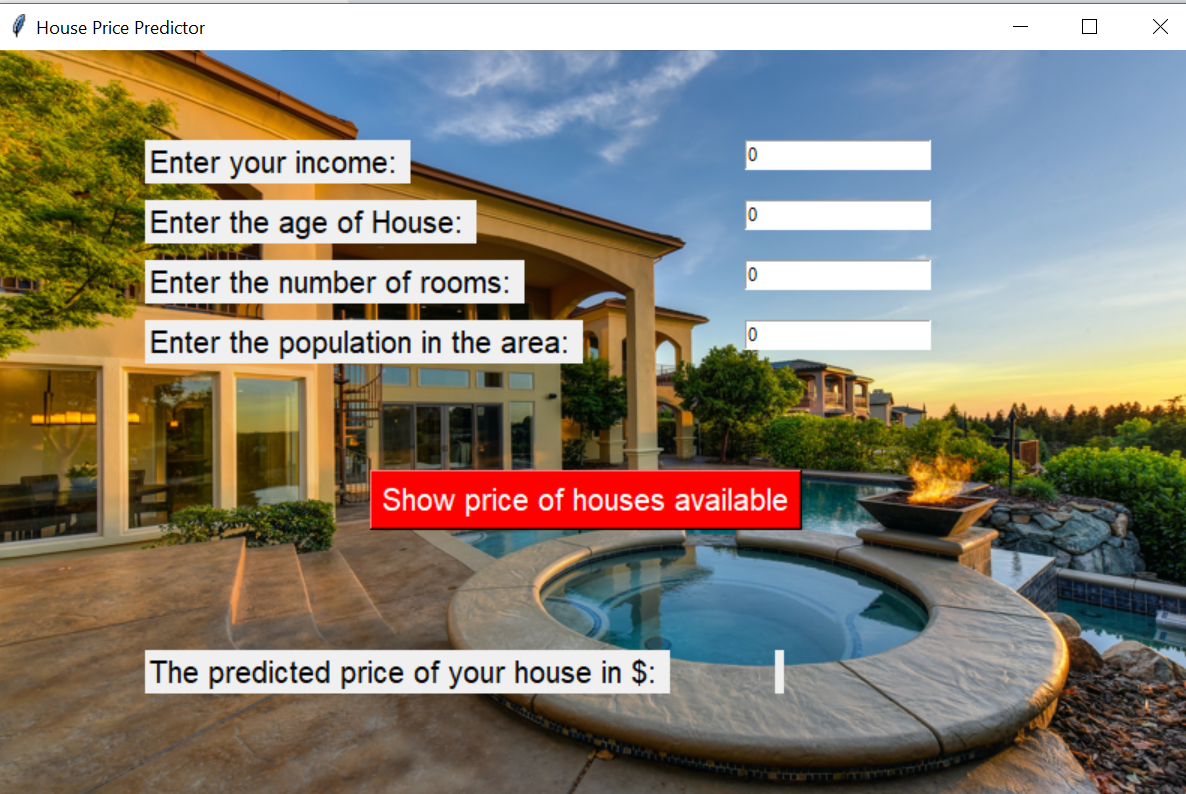 House Price Predictor
Enter your income: 0
Enter the age of House: 0
Enter the number of rooms: 0
Enter the population in the area: 0
Show price of houses available
The predicted price of your house in $: